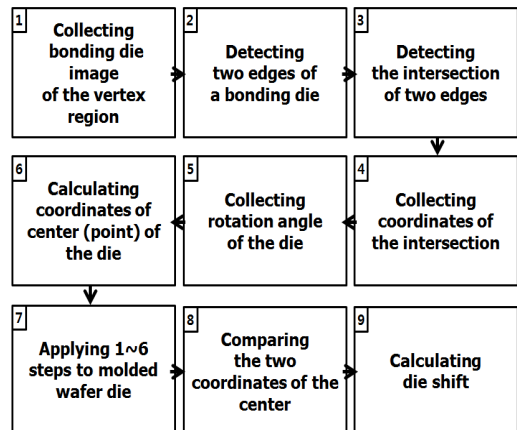 1
Collecting
bonding die
image
of the vertex
region
2
Detecting
two edges of
a bonding die
3
Detecting
the intersection
of two edges
4
Collecting
coordinates of
the intersection
5
Collecting
rotation angle
of the die
6
Calculating
coordinates of
center (point) of
the die
7
Applying 1~6
steps to molded
wafer die
8
Comparing
the two
coordinates of the
center
9
Calculating
die shift